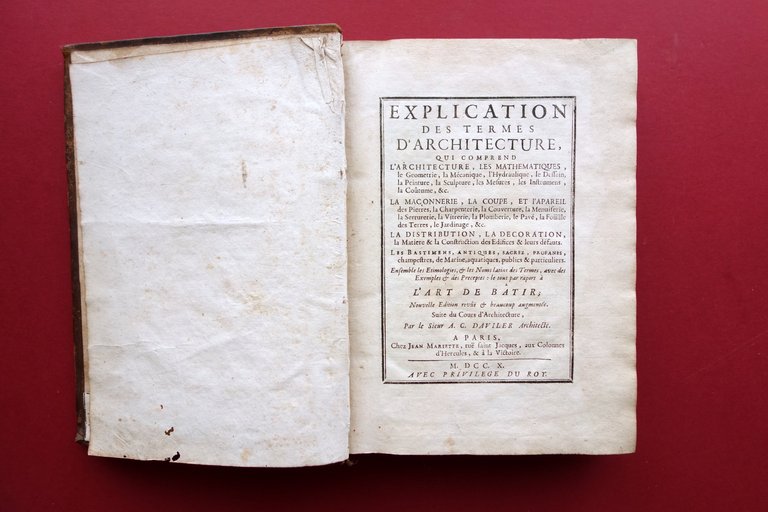 EXPLICATION
DES TERMES
D'ARCHITECTURE,
QUI COMPREND
L'ARCHITECTURE, LES MATHEMATIQUES,
le Geometrie, la Mécanique, l'Hydraulique, le Dessein,
la Peinture, la Sculpture, les Mesures, les Instrumens,
la Coûtume, &c.
LA MAÇONNERIE, LA COUPE, ET l'APAREIL
des Pierres, la Charpenterie, la Couverture, la Menuiserie,
la Serrurerie, la Vitrerie, la Plomberie, le Pavé, la Foüille
des Terres, le Jardinage, &c.
LA DISTRIBUTION, LA DECORATION,
la Matiere & la Construction des Edifices & leurs défauts.
LES BASTIMENS, ANTIQUES, SACREZ, PROFANES,
champestres, de Marine, aquatiques, publics & particuliers.
Ensemble les Etimologies, & les Noms latins des Termes, avec des
Exemples & des Preceptes: le tout par raport à
L'ART DE BÂTIR;
Nouvelle Edition revûë & beaucoup augmentée.
Suite du Cours d'Architecture,
Par le Sieur A. C. DAVILER Architecte.
A PARIS,
Chez JEAN MARIETTE, ruë saint Jacques, aux Colonnes
d'Hercules, & à la Victoire.
M. DCC. X.
AVEC PRIVILEGE DU ROY.